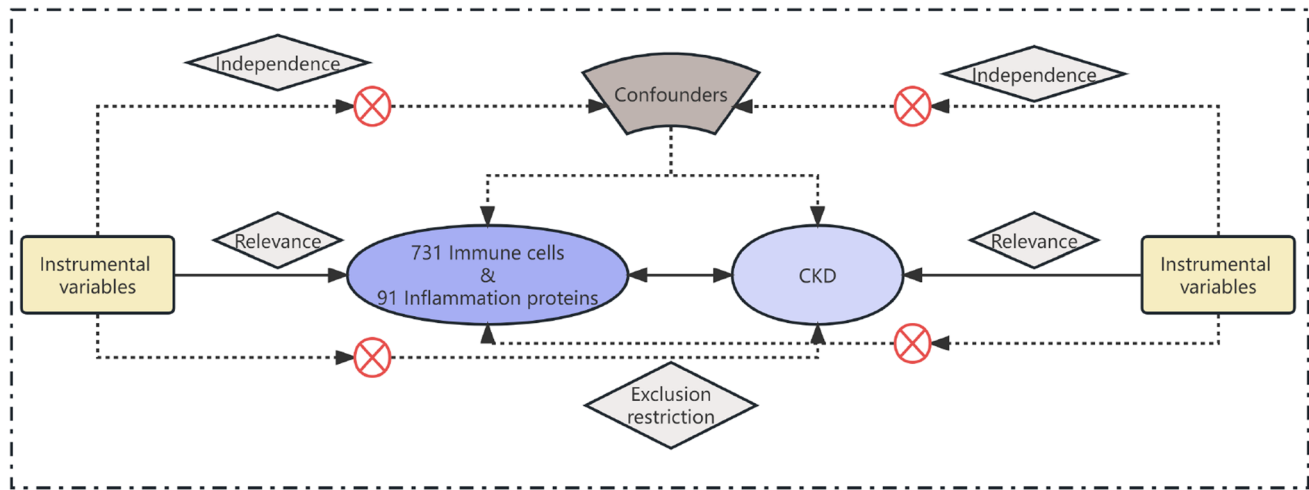 Independence
Confounders
Independence
Relevance
Relevance
Instrumental
variables
731 Immune cells
&
91 Inflammation proteins
CKD
Instrumental
variables
Exclusion
restriction